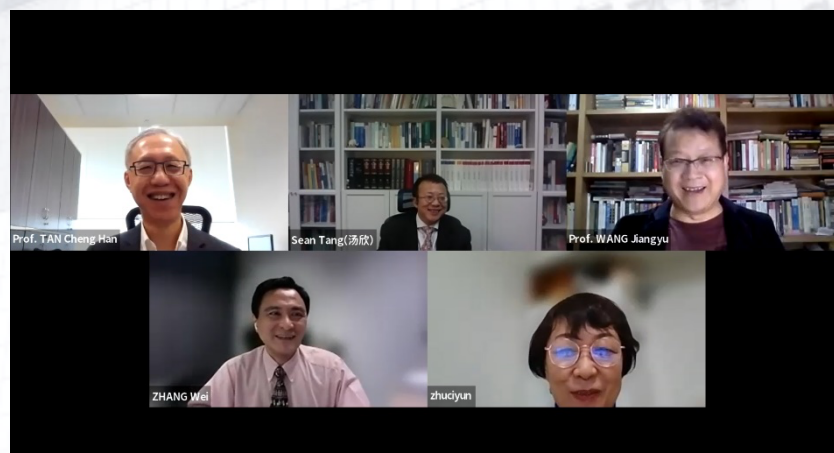 Prof. TAN Cheng Han
Sean Tang(汤欣)
Prof. WANG Jiangyu
ZHANG Wei
zhuciyun